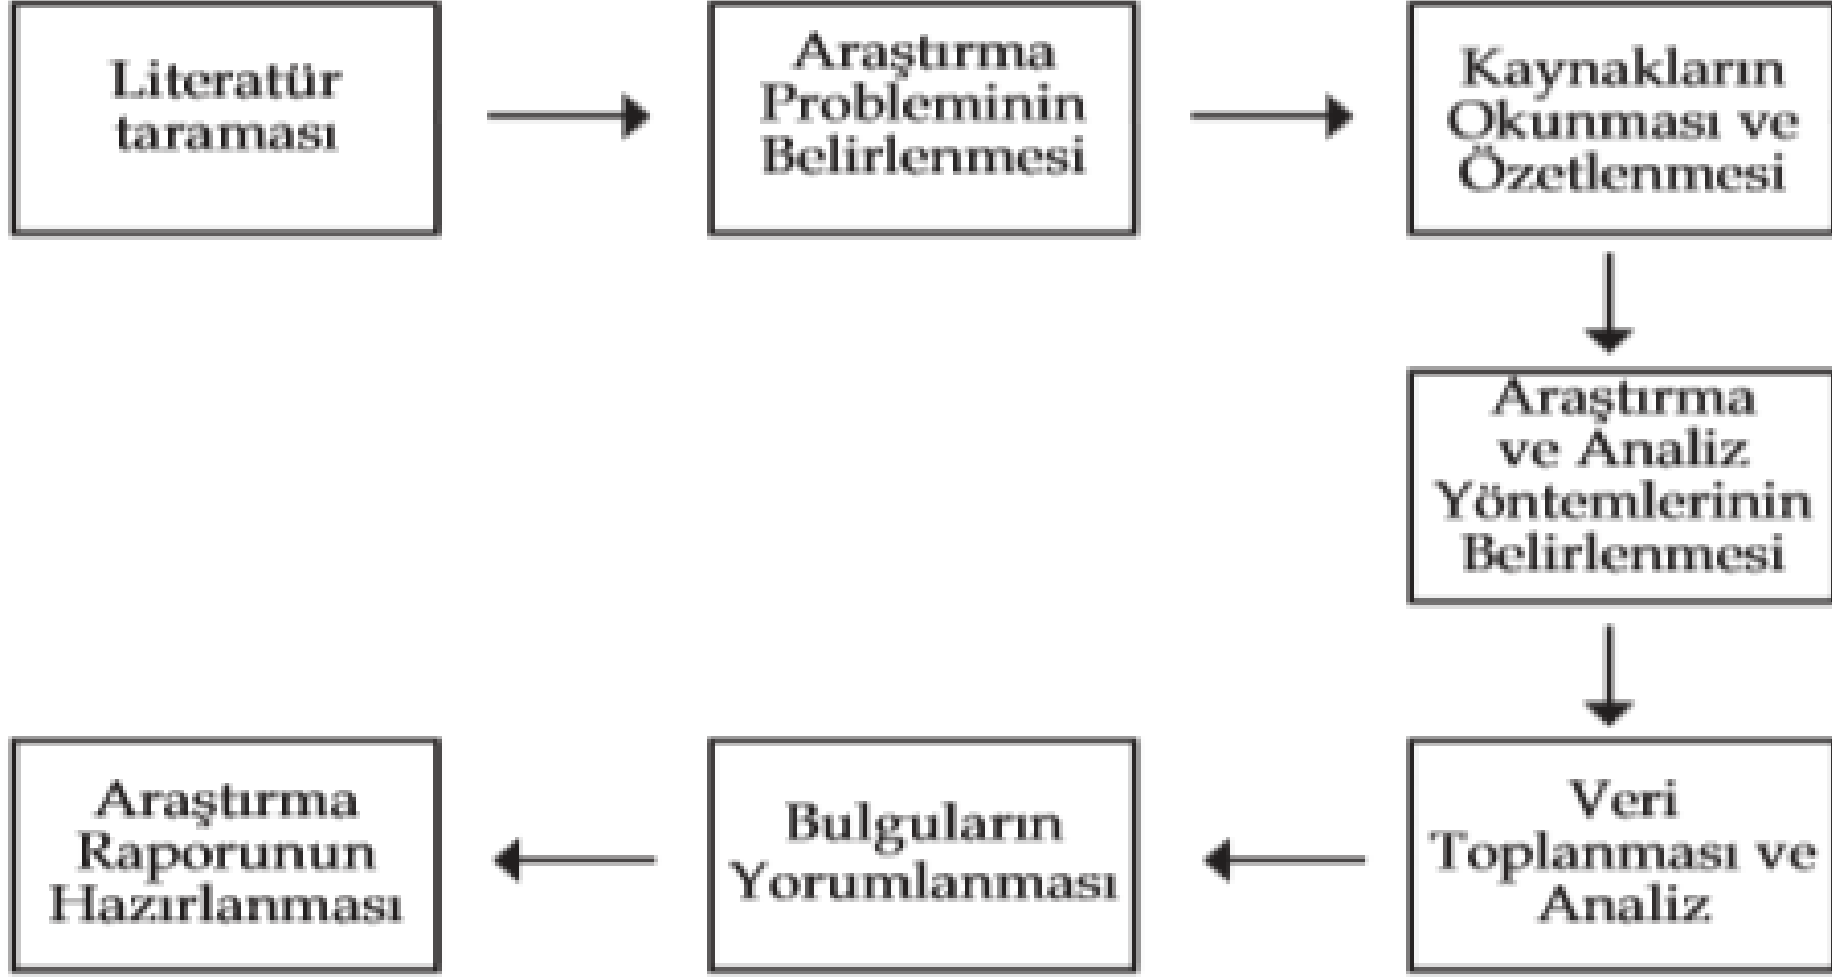 Literatür
taraması
Araştırma
Probleminin
Belirlenmesi
Kaynakların
Okunması ve
Özetlenmesi
Araştırma
ve Analiz
Yöntemlerinin
Belirlenmesi
Veri
Toplanması ve
Analiz
Bulguların
Yorumlanması
Araştırma
Raporunun
Hazırlanması